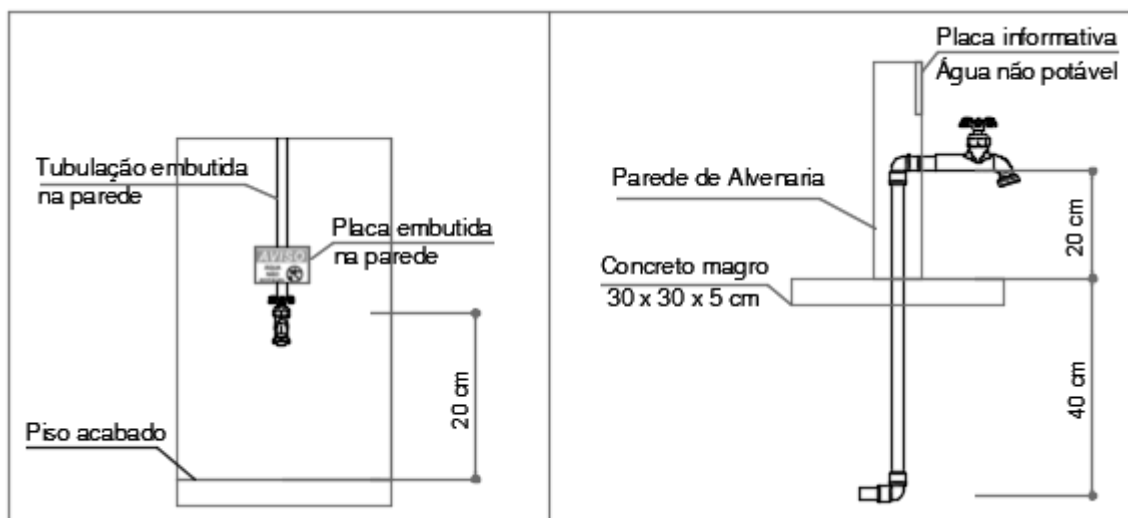 Tubulação embutida
na parede
Placa embutida
na parede
AVISO
20 cm
Piso acabado
Placa informativa
Água não potável
Parede de Alvenaria
20 cm
Concreto magro
30 x 30 x 5 cm
40 cm